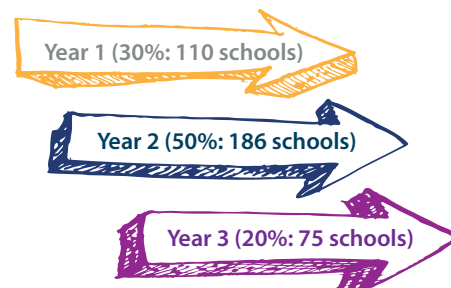 Year 1 (30%: 110 schools)
Year 2 (50%: 186 schools)
Year 3 (20%: 75 schools)